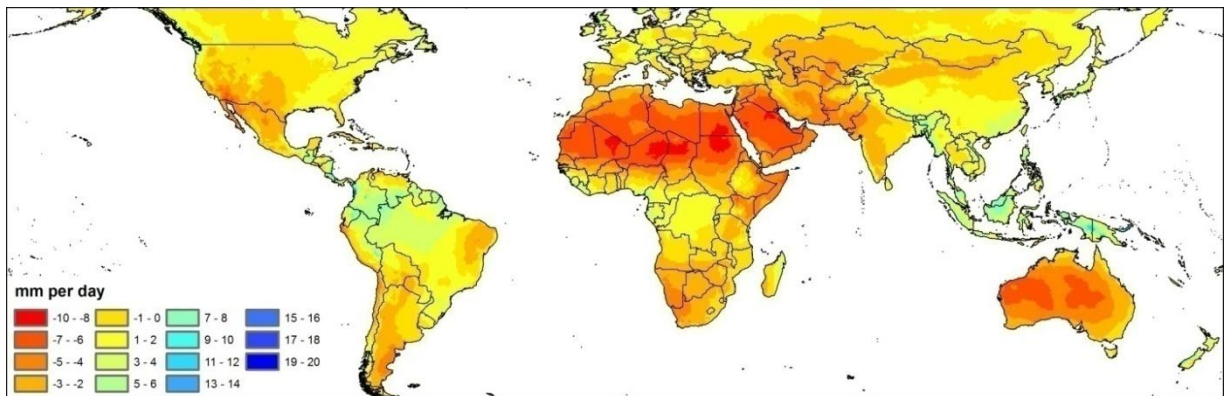 mm per day
-10 - -8 -1 - 0 7 - 8 15 - 16
-7 - -6 1 - 2 9 - 10 17 - 18
-5 - -4 3 - 4 11 - 12 19 - 20
-3 - -2 5 - 6 13 - 14